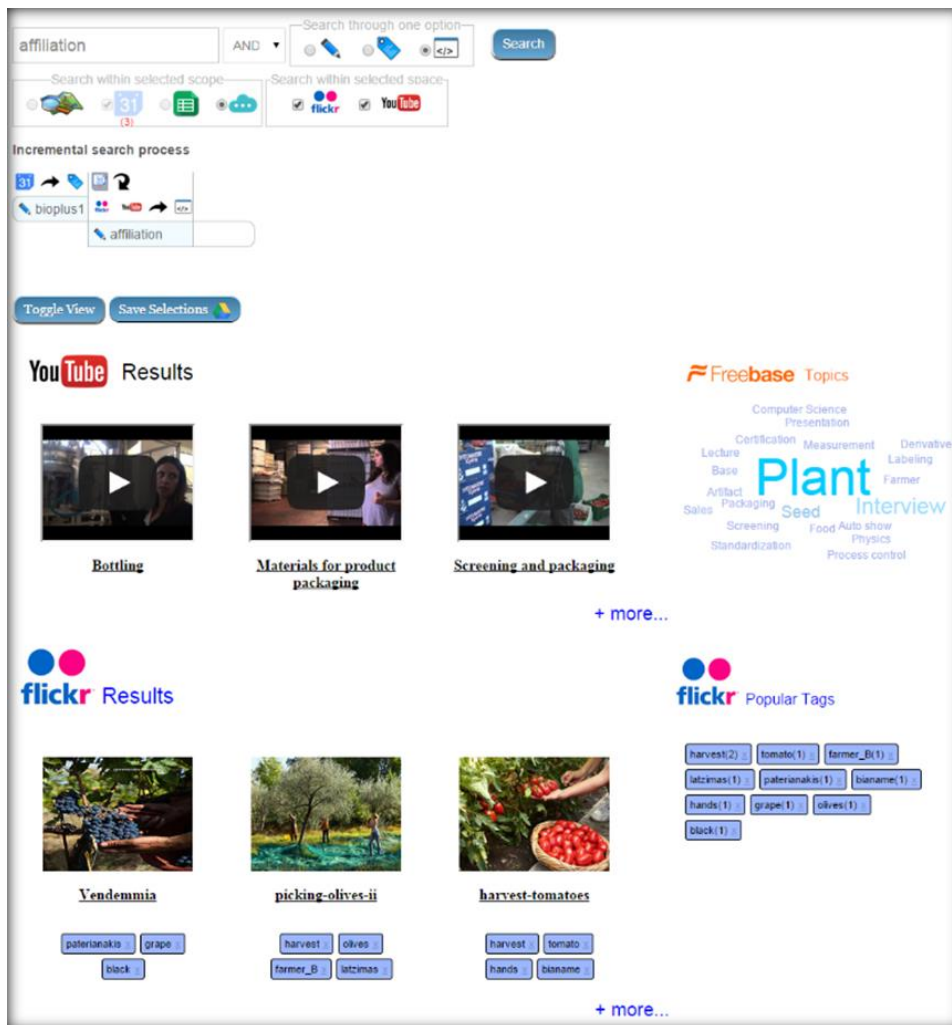 Search through one option
affiliation AND </> Search
Search within selected scope Search within selected space
31 flickr YouTube
(3)
Incremental search process
31
bioplus1 </>
affiliation
Toggle View Save Selections
YouTube Results
Freebase Topics
Computer Science
Presentation
Certification Measurement Derivative
Lecture Labeling
Base Plant Farmer
Artifact
Packaging Interview
Sales Seed
Screening Food Auto show
Physics
Standardization
Process control
Bottling Materials for product packaging Screening and packaging
+ more...
flickr Results
flickr Popular Tags
harvest(2) x tomato(1) x farmer_B(1) x
latzimas(1) x paterianakis(1) x bianame(1) x
hands(1) x grape(1) x olives(1) x
black(1) x
Vendemmia picking-olives-ii harvest-tomatoes
paterianakis x grape x harvest x olives x harvest x tomato x
black x farmer_B x latzimas x hands x bianame x
+ more...